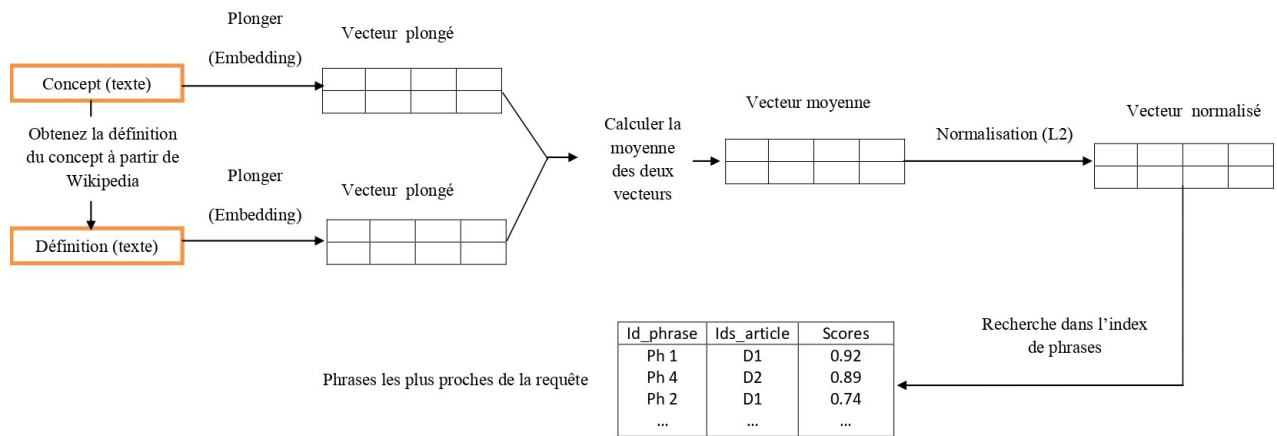 Plonger
(Embedding)
Vecteur plongé
Concept (texte)
Obtenez la définition
du concept à partir de
Wikipedia
Définition (texte)
Plonger
(Embedding)
Vecteur plongé
Calculer la
moyenne
des deux
vecteurs
Vecteur moyenne
Normalisation (L2)
Vecteur normalisé
Recherche dans l'index
de phrases
Phrases les plus proches de la requête
Id_phrase Ids_article Scores
Ph 1 D1 0.92
Ph 4 D2 0.89
Ph 2 D1 0.74
... ... ...